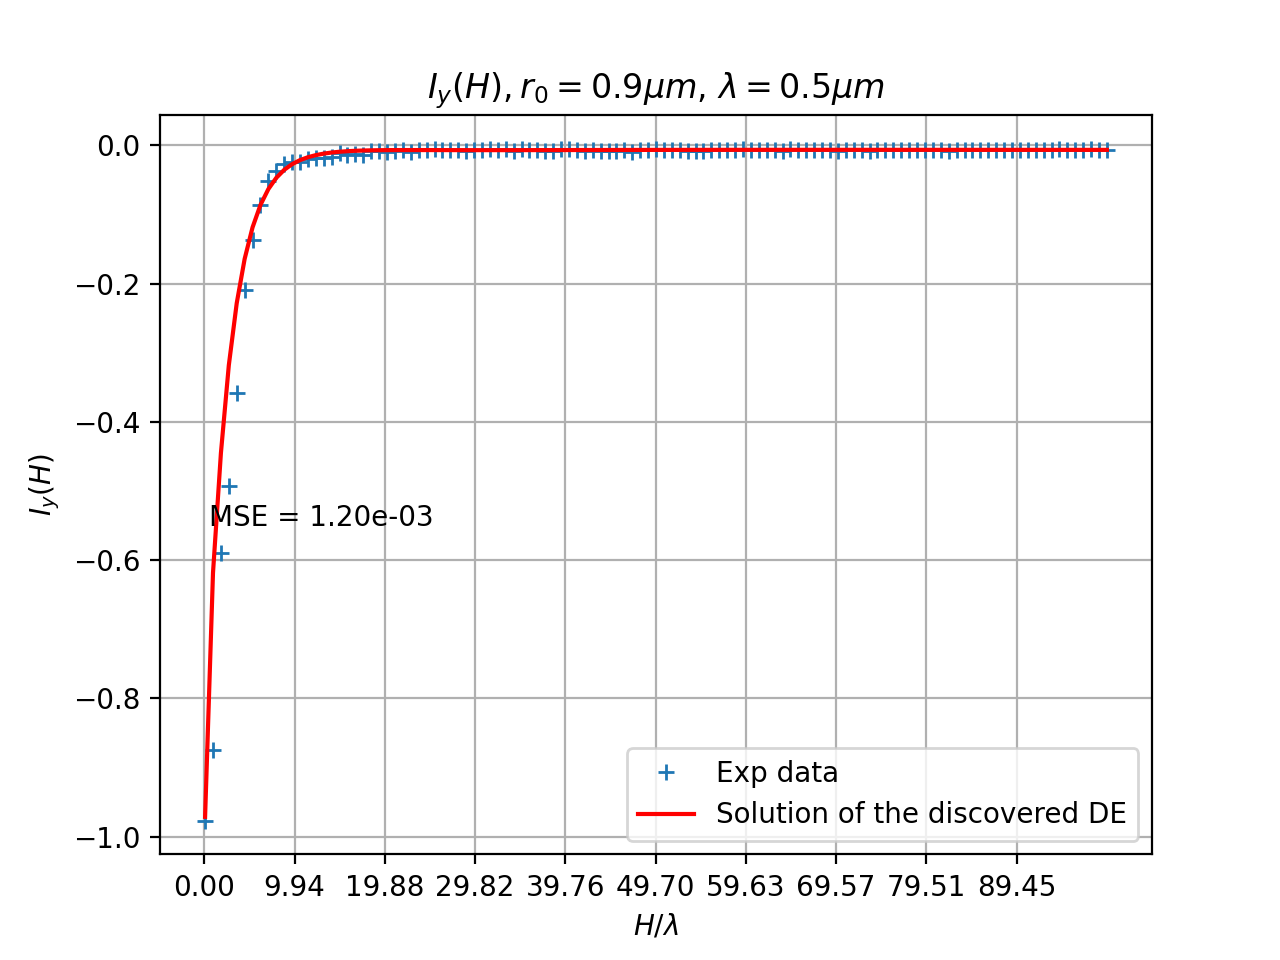 I_y(H), r_0 = 0.9μm, λ = 0.5μm
0.0
−0.2
−0.4
−0.6
−0.8
−1.0
I_y(H)
MSE = 1.20e-03
Exp data
Solution of the discovered DE
0.00 9.94 19.88 29.82 39.76 49.70 59.63 69.57 79.51 89.45
H/λ